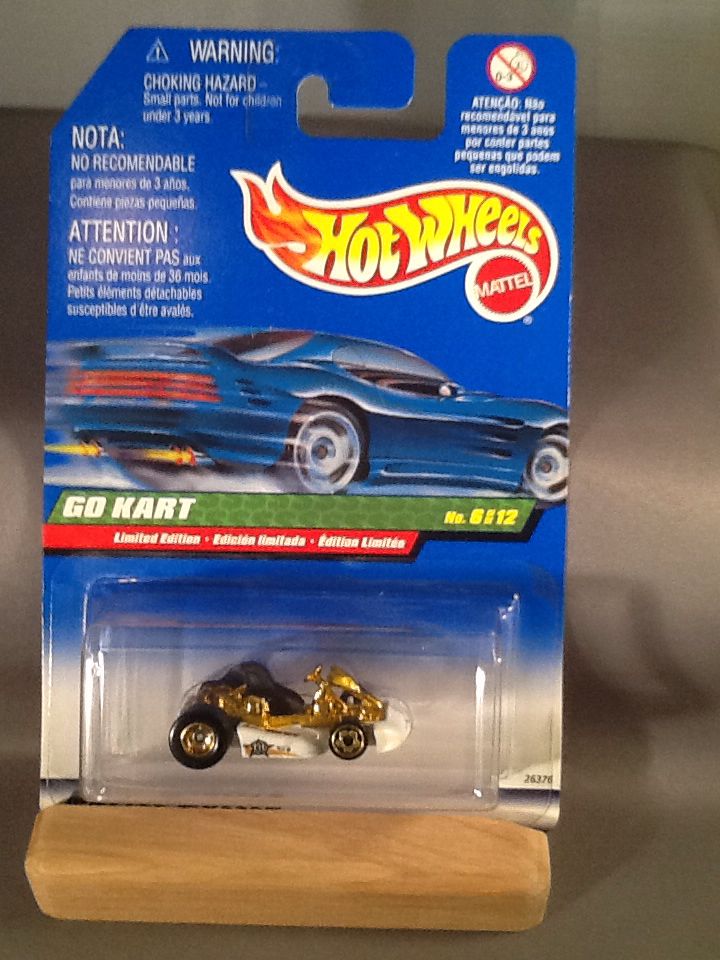 WARNING:
CHOKING HAZARD –
Small parts. Not for children
under 3 years.
NOTA:
NO RECOMENDABLE
para menores de 3 años.
Contiene piezas pequeñas.
ATTENTION :
NE CONVIENT PAS aux
enfants de moins de 36 mois.
Petits éléments détachables
susceptibles d'être avalés.
0-3
ATENÇÃO: Não
recomendável para
menores de 3 anos
por conter partes
pequenas que podem
ser engolidas.
HOT WHEELS
MATTEL
®
GO KART
No. 6 OF 12
Limited Edition • Edición limitada • Édition Limitée
26376